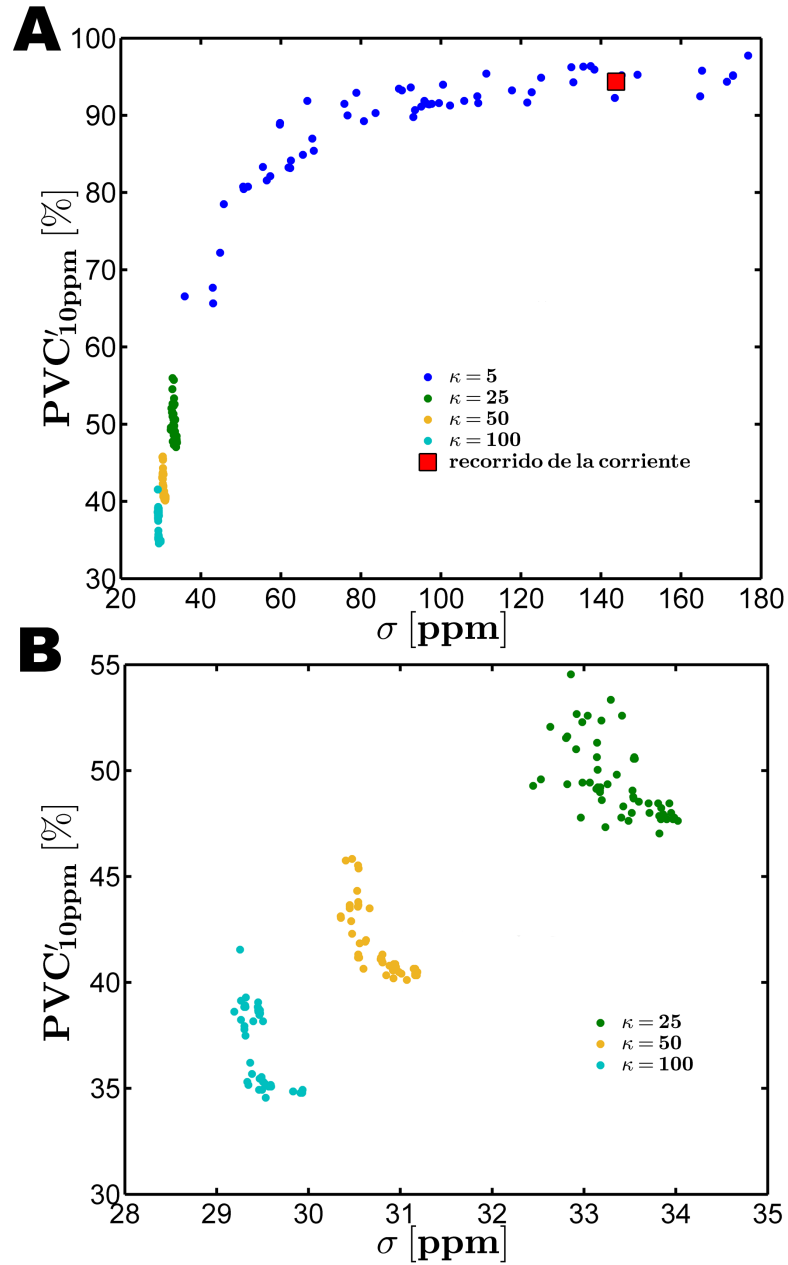 A
100
90
80
70
60
50
40
30
PVC′10ppm [%]
κ = 5
κ = 25
κ = 50
κ = 100
recorrido de la corriente
20 40 60 80 100 120 140 160 180
σ [ppm]
B
55
50
45
40
35
30
PVC′10ppm [%]
κ = 25
κ = 50
κ = 100
28 29 30 31 32 33 34 35
σ [ppm]